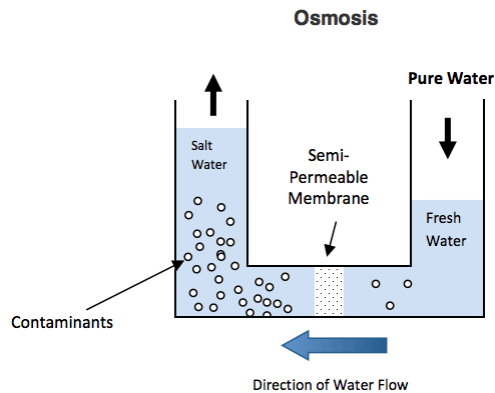 Osmosis
Pure Water
Salt
Water
Semi-
Permeable
Membrane
Fresh
Water
Contaminants
Direction of Water Flow